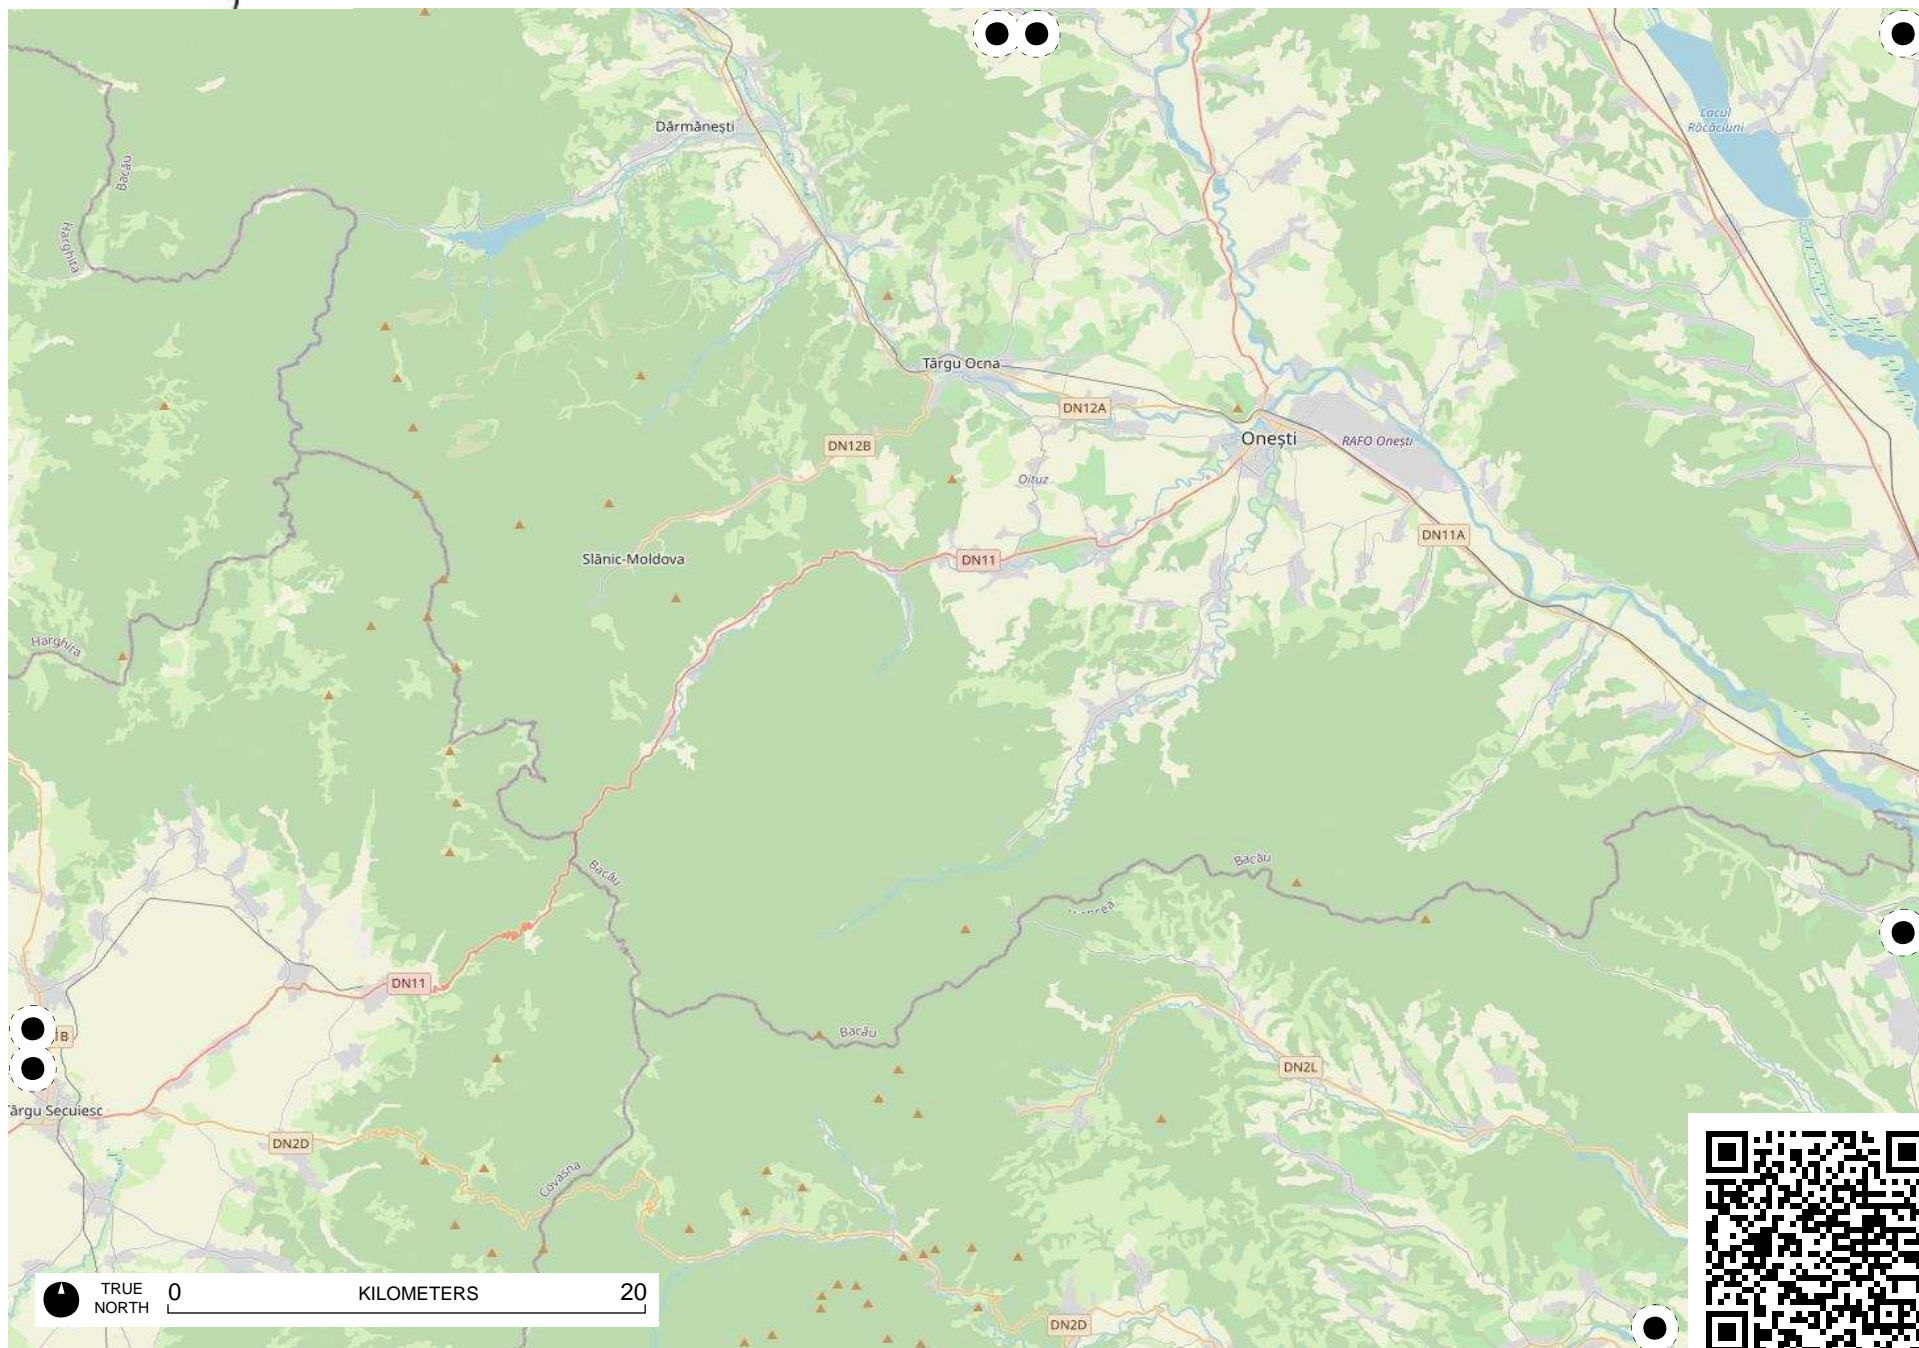 Lacul
Răcăciuni
Dărmănești
Bacău
Harghita
Târgu Ocna
DN12A
DN12B
Onești
RAFO Onești
Oituz
DN11
DN11A
Slănic-Moldova
Harghita
Bacău
Bacău
DN11
Bacău
1B
DN2L
Târgu Secuiesc
DN2D
Covasna
DN2D
TRUE
NORTH
0 KILOMETERS 20